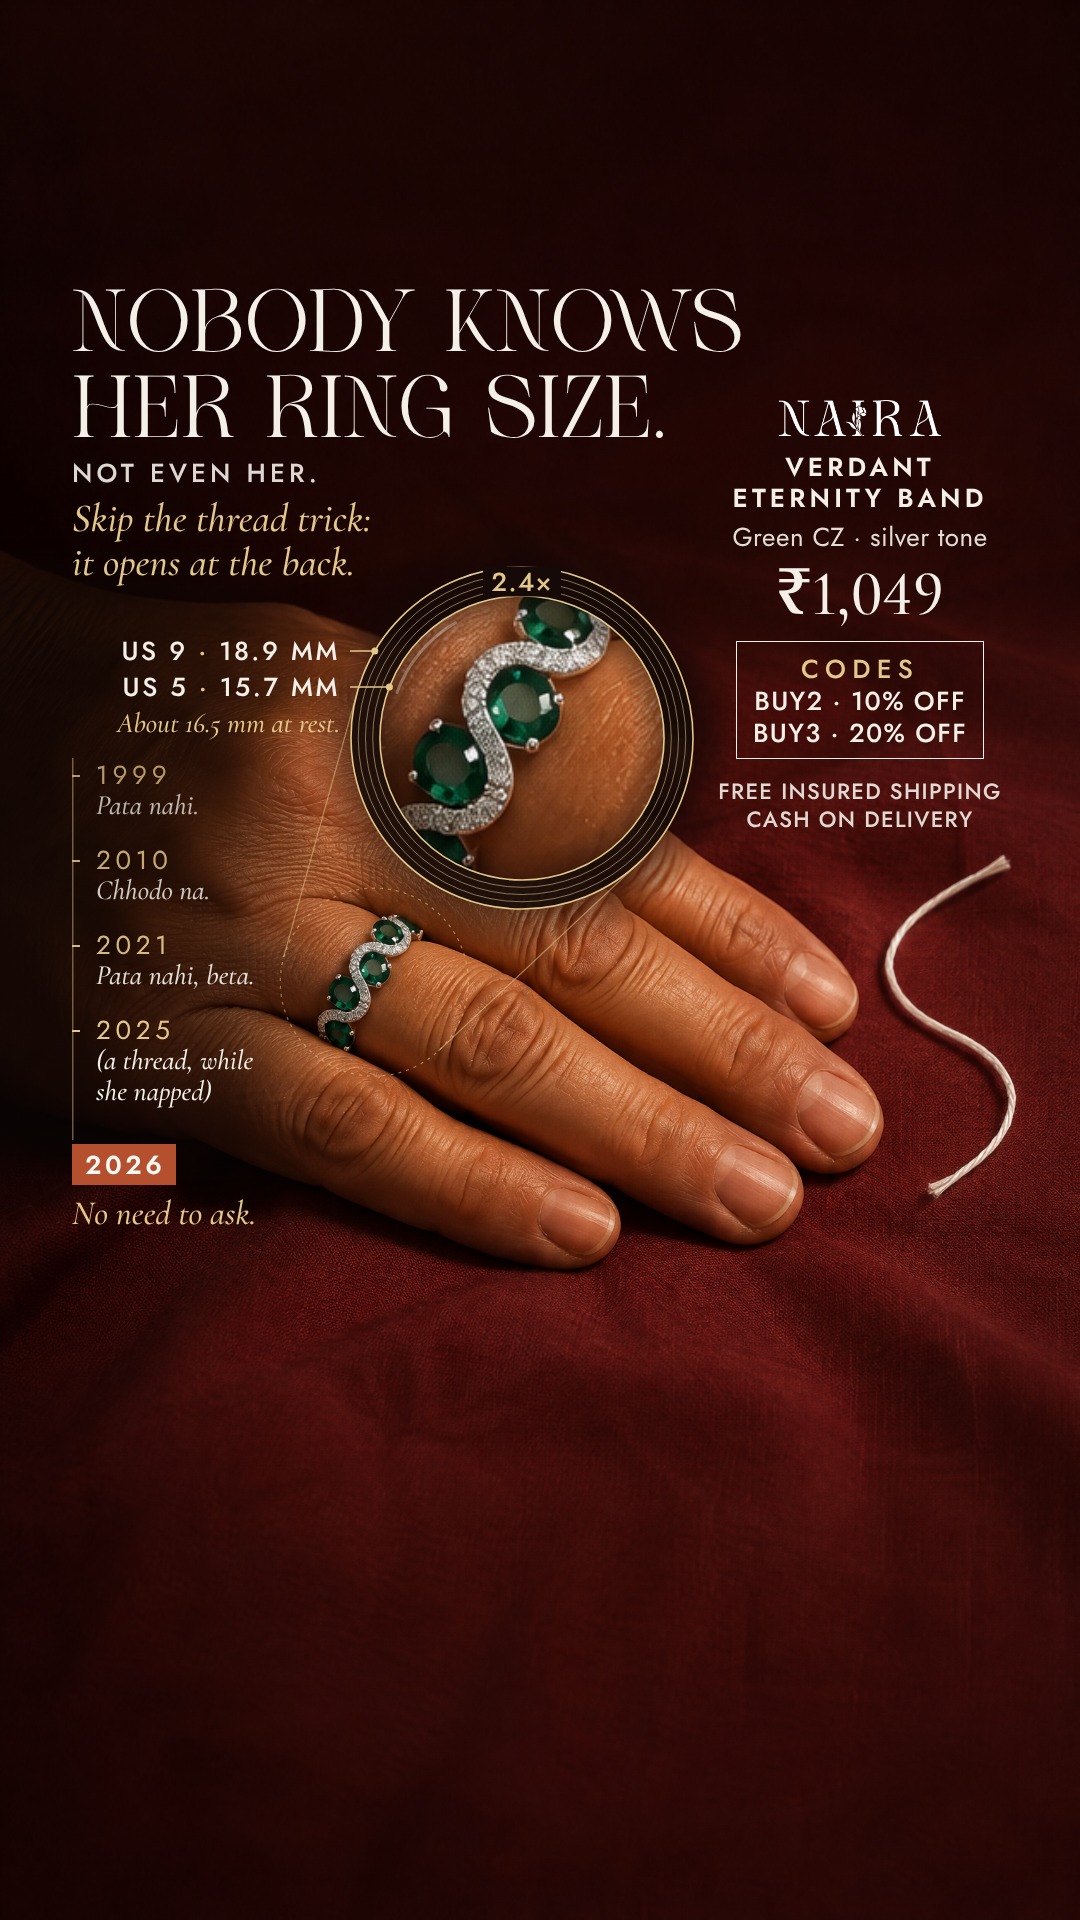 NOBODY KNOWS
HER RING SIZE.
NOT EVEN HER.
Skip the thread trick:
it opens at the back.
NAIRA
VERDANT
ETERNITY BAND
Green CZ · silver tone
₹1,049
CODES
BUY2 · 10% OFF
BUY3 · 20% OFF
FREE INSURED SHIPPING
CASH ON DELIVERY
2.4×
US 9 · 18.9 MM
US 5 · 15.7 MM
About 16.5 mm at rest.
1999
Pata nahi.
2010
Chhodo na.
2021
Pata nahi, beta.
2025
(a thread, while
she napped)
2026
No need to ask.